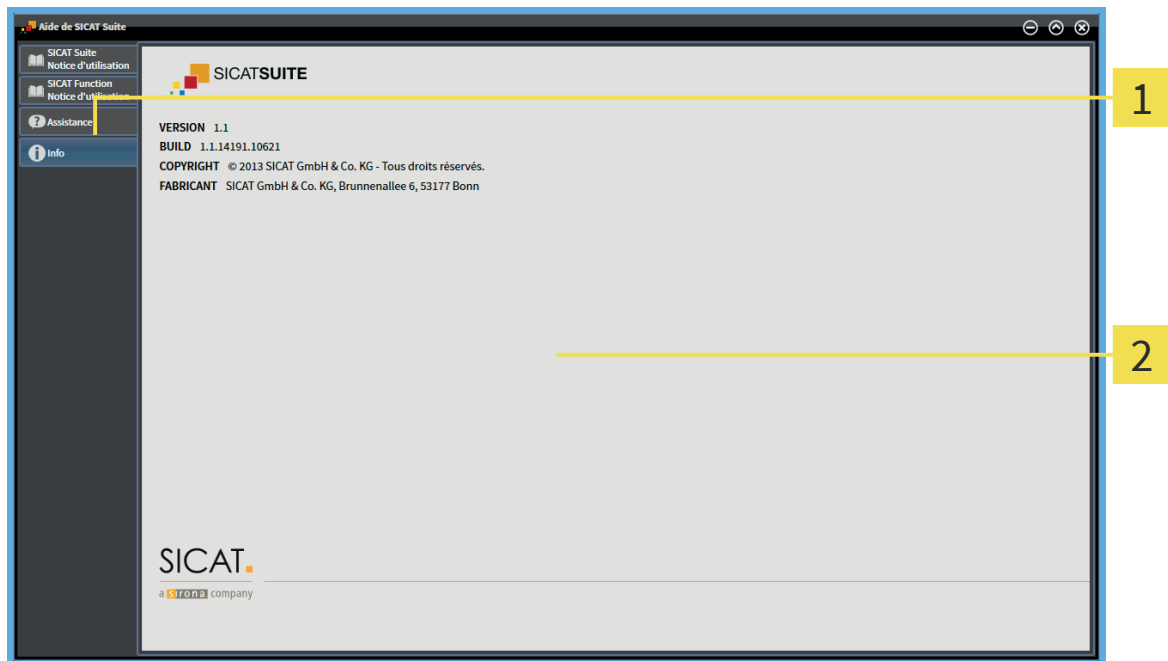 Aide de SICAT Suite
SICAT Suite
Notice d'utilisation
SICAT Function
Notice d'utilisation
Assistance
Info
SICATSUITE
VERSION 1.1
BUILD 1.1.14191.10621
COPYRIGHT © 2013 SICAT GmbH & Co. KG - Tous droits réservés.
FABRICANT SICAT GmbH & Co. KG, Brunnenallee 6, 53177 Bonn
SICAT.
a sirona company
1
2